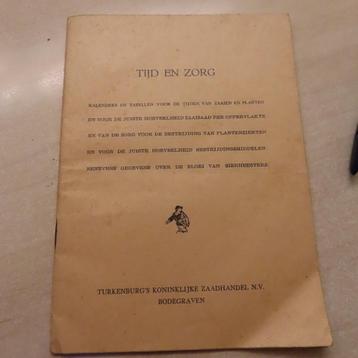 TIJD EN ZORG
KALENDERS EN TABELLEN VOOR DE TIJDEN VAN ZAAIEN EN PLANTEN
EN VOOR DE JUISTE HOEVEELHEID ZAAIZAAD PER OPPERVLAKTE
EN VAN DE ZORG VOOR DE BESTRIJDING VAN PLANTENZIEKTEN
EN VOOR DE JUISTE HOEVEELHEID BESTRIJDINGSMIDDELEN
BENEVENS GEGEVENS OVER DE BLOEI VAN SIERHEESTERS
TURKENBURG'S KONINKLIJKE ZAADHANDEL N.V.
BODEGRAVEN